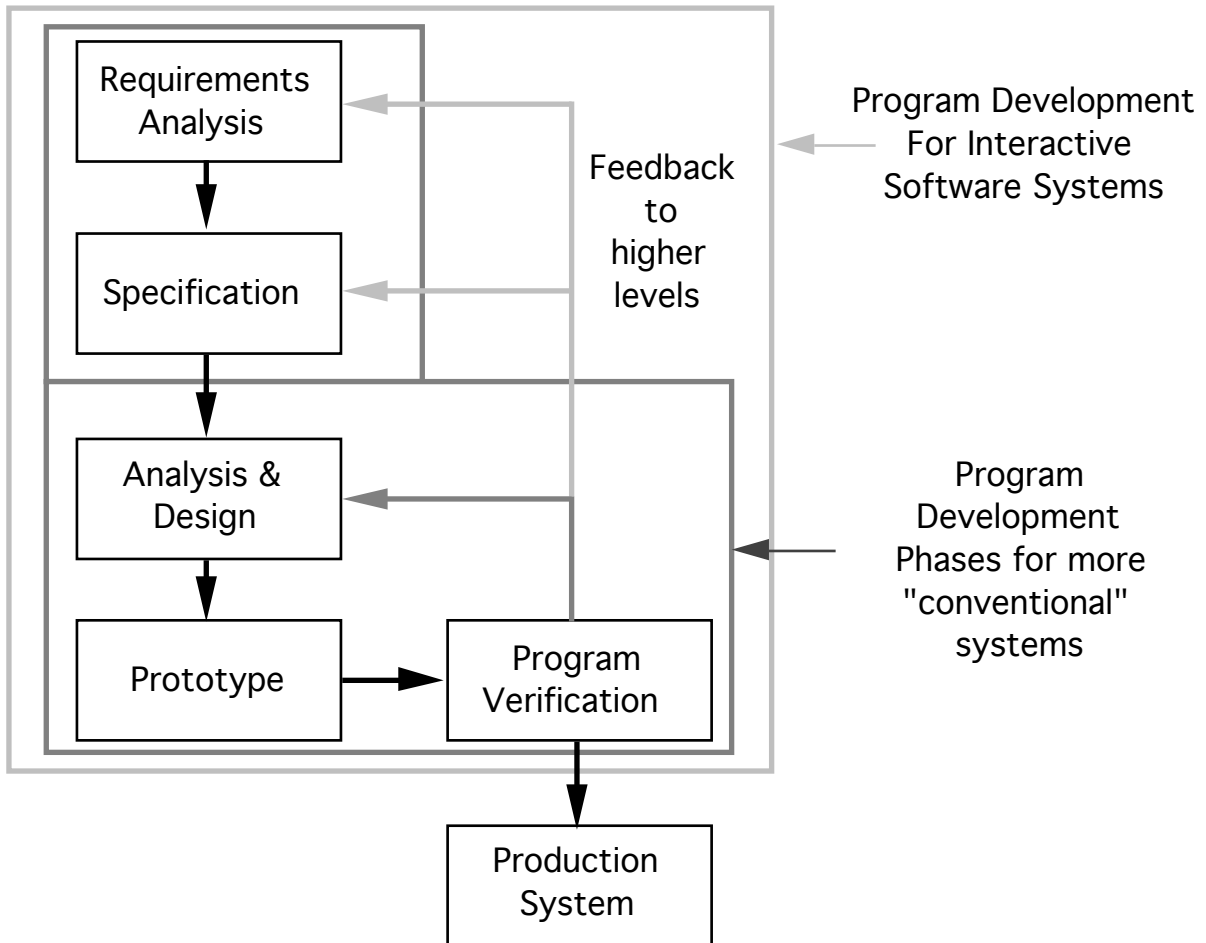 Requirements
Analysis
Program Development
For Interactive
Software Systems
Feedback
to
higher
levels
Specification
Analysis &
Design
Program
Development
Phases for more
"conventional"
systems
Prototype
Program
Verification
Production
System